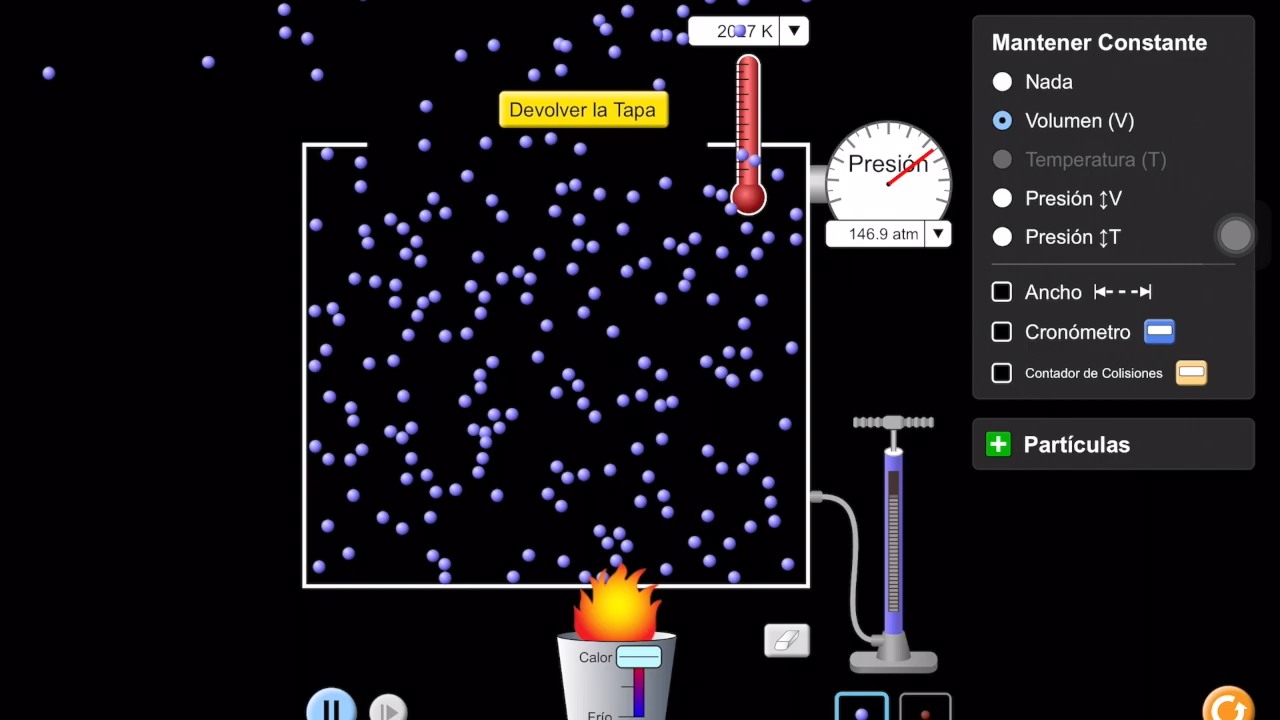 Mantener Constante
Nada
Volumen (V)
Temperatura (T)
Presión ↕V
Presión ↕T
Ancho
Cronómetro
Contador de Colisiones
Partículas
Devolver la Tapa
Presión
146.9 atm
Calor
Frío